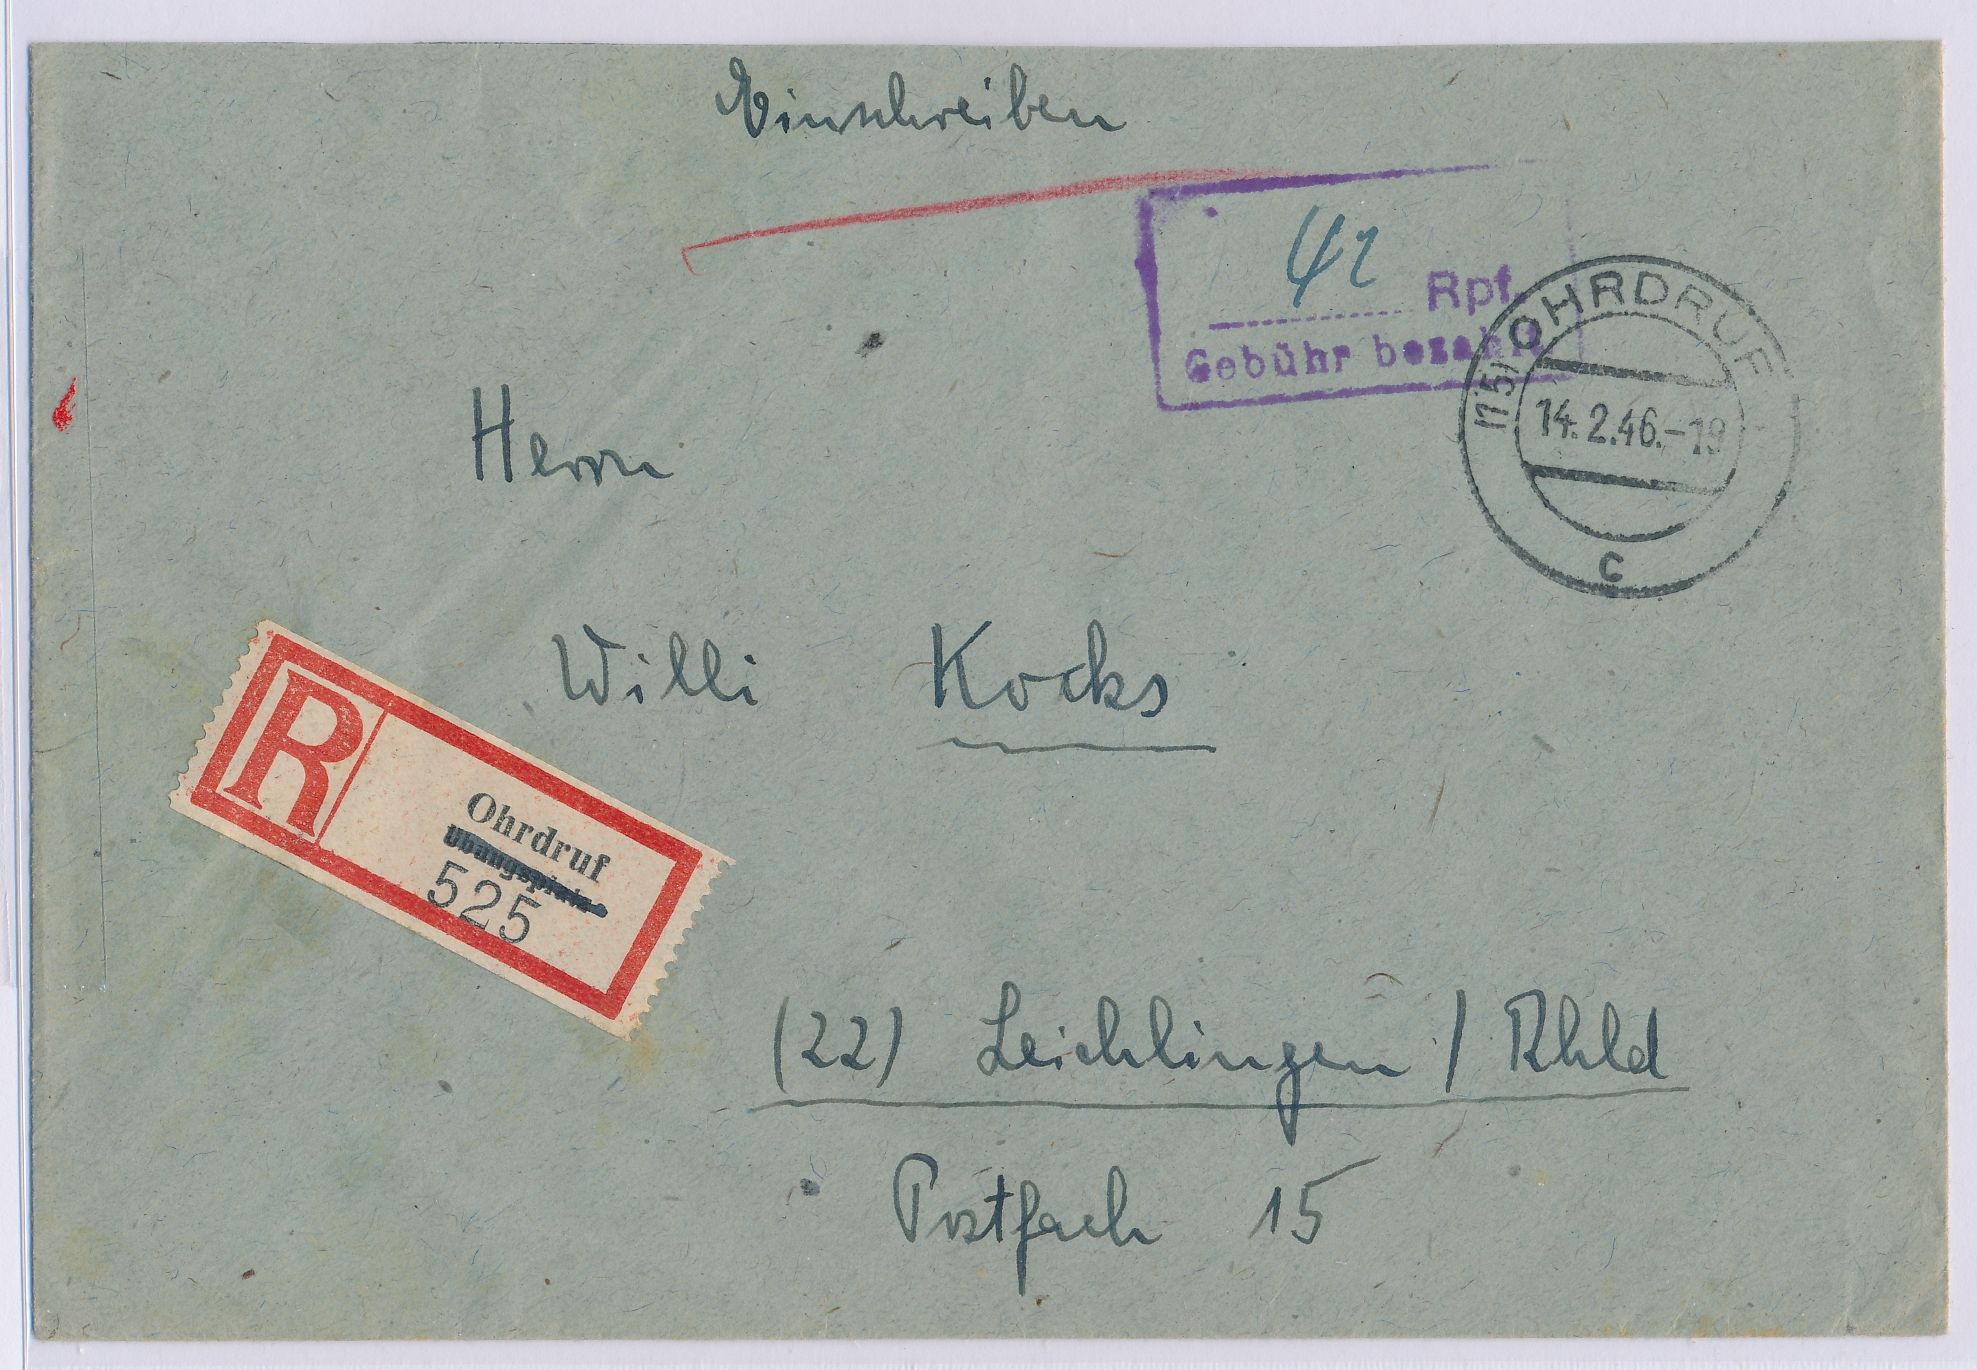 Einschreiben
42 Rpf.
Gebühr bezahlt
(15) OHRDRUF
14.2.46.-19
c
Herrn
Willi Kocks
R
Ohrdruf
Übungsplatz
525
(22) Leichlingen / Rhld
Postfach 15